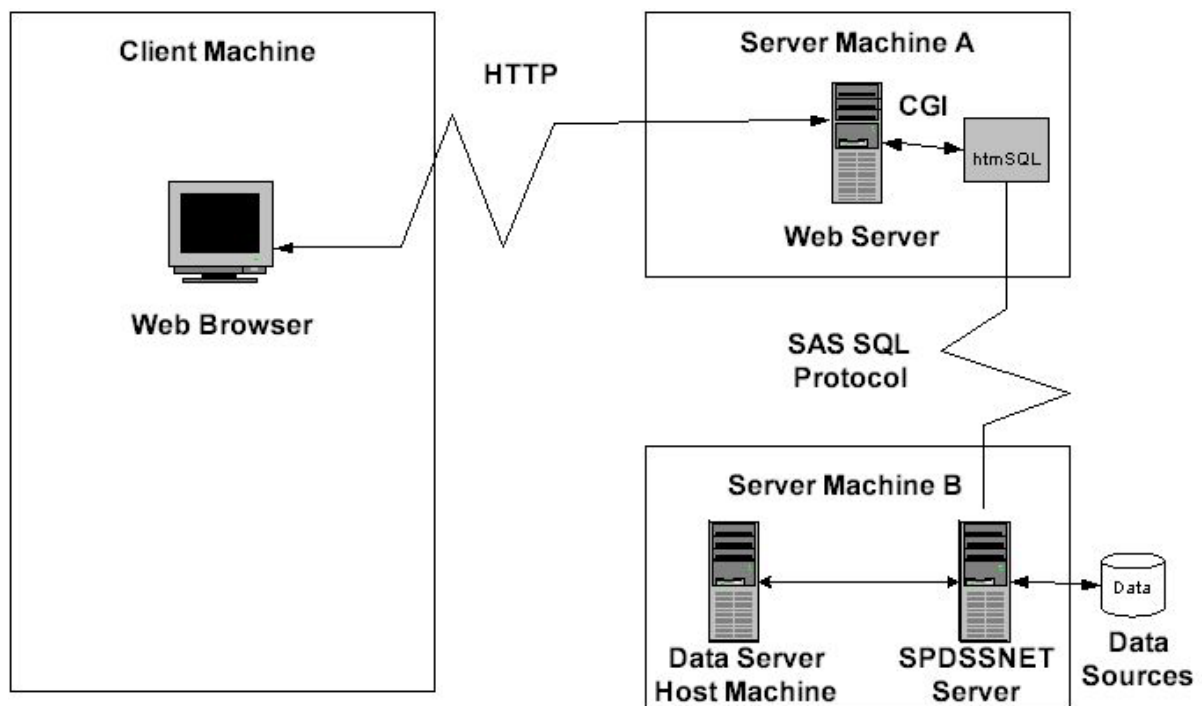 Client Machine
HTTP
Server Machine A
CGI
htmSQL
Web Server
Web Browser
SAS SQL
Protocol
Server Machine B
Data
Data Server
Host Machine
SPDSSNET
Server
Data
Sources